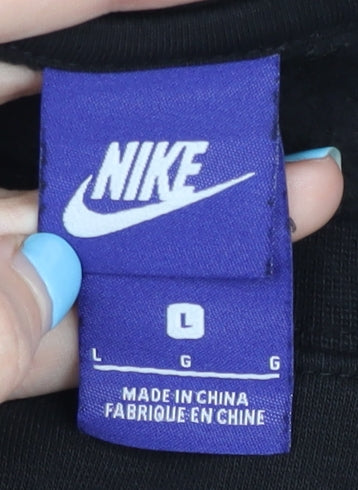 NIKE
L
L G G
MADE IN CHINA
FABRIQUE EN CHINE